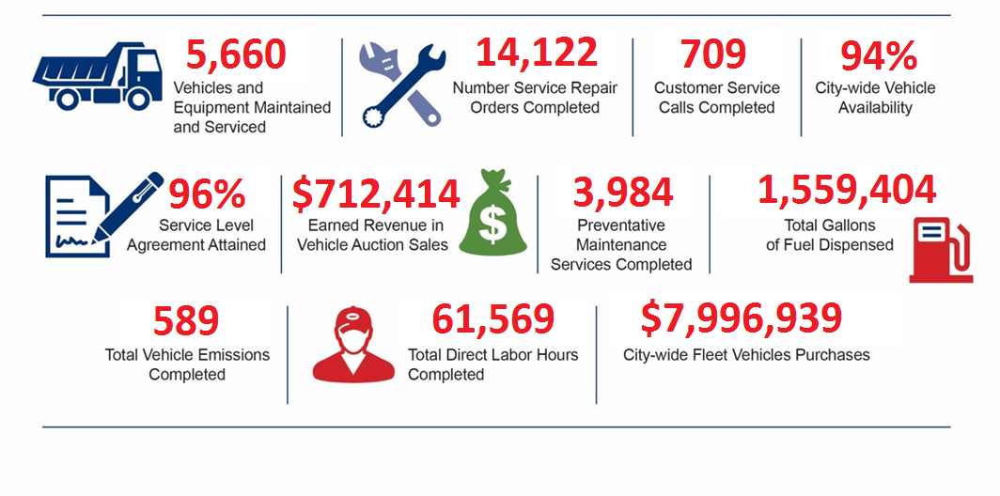 5,660
Vehicles and
Equipment Maintained
and Serviced
14,122
Number Service Repair
Orders Completed
709
Customer Service
Calls Completed
94%
City-wide Vehicle
Availability
96%
Service Level
Agreement Attained
$712,414
Earned Revenue in
Vehicle Auction Sales
$
3,984
Preventative
Maintenance
Services Completed
1,559,404
Total Gallons
of Fuel Dispensed
589
Total Vehicle Emissions
Completed
61,569
Total Direct Labor Hours
Completed
$7,996,939
City-wide Fleet Vehicles Purchases